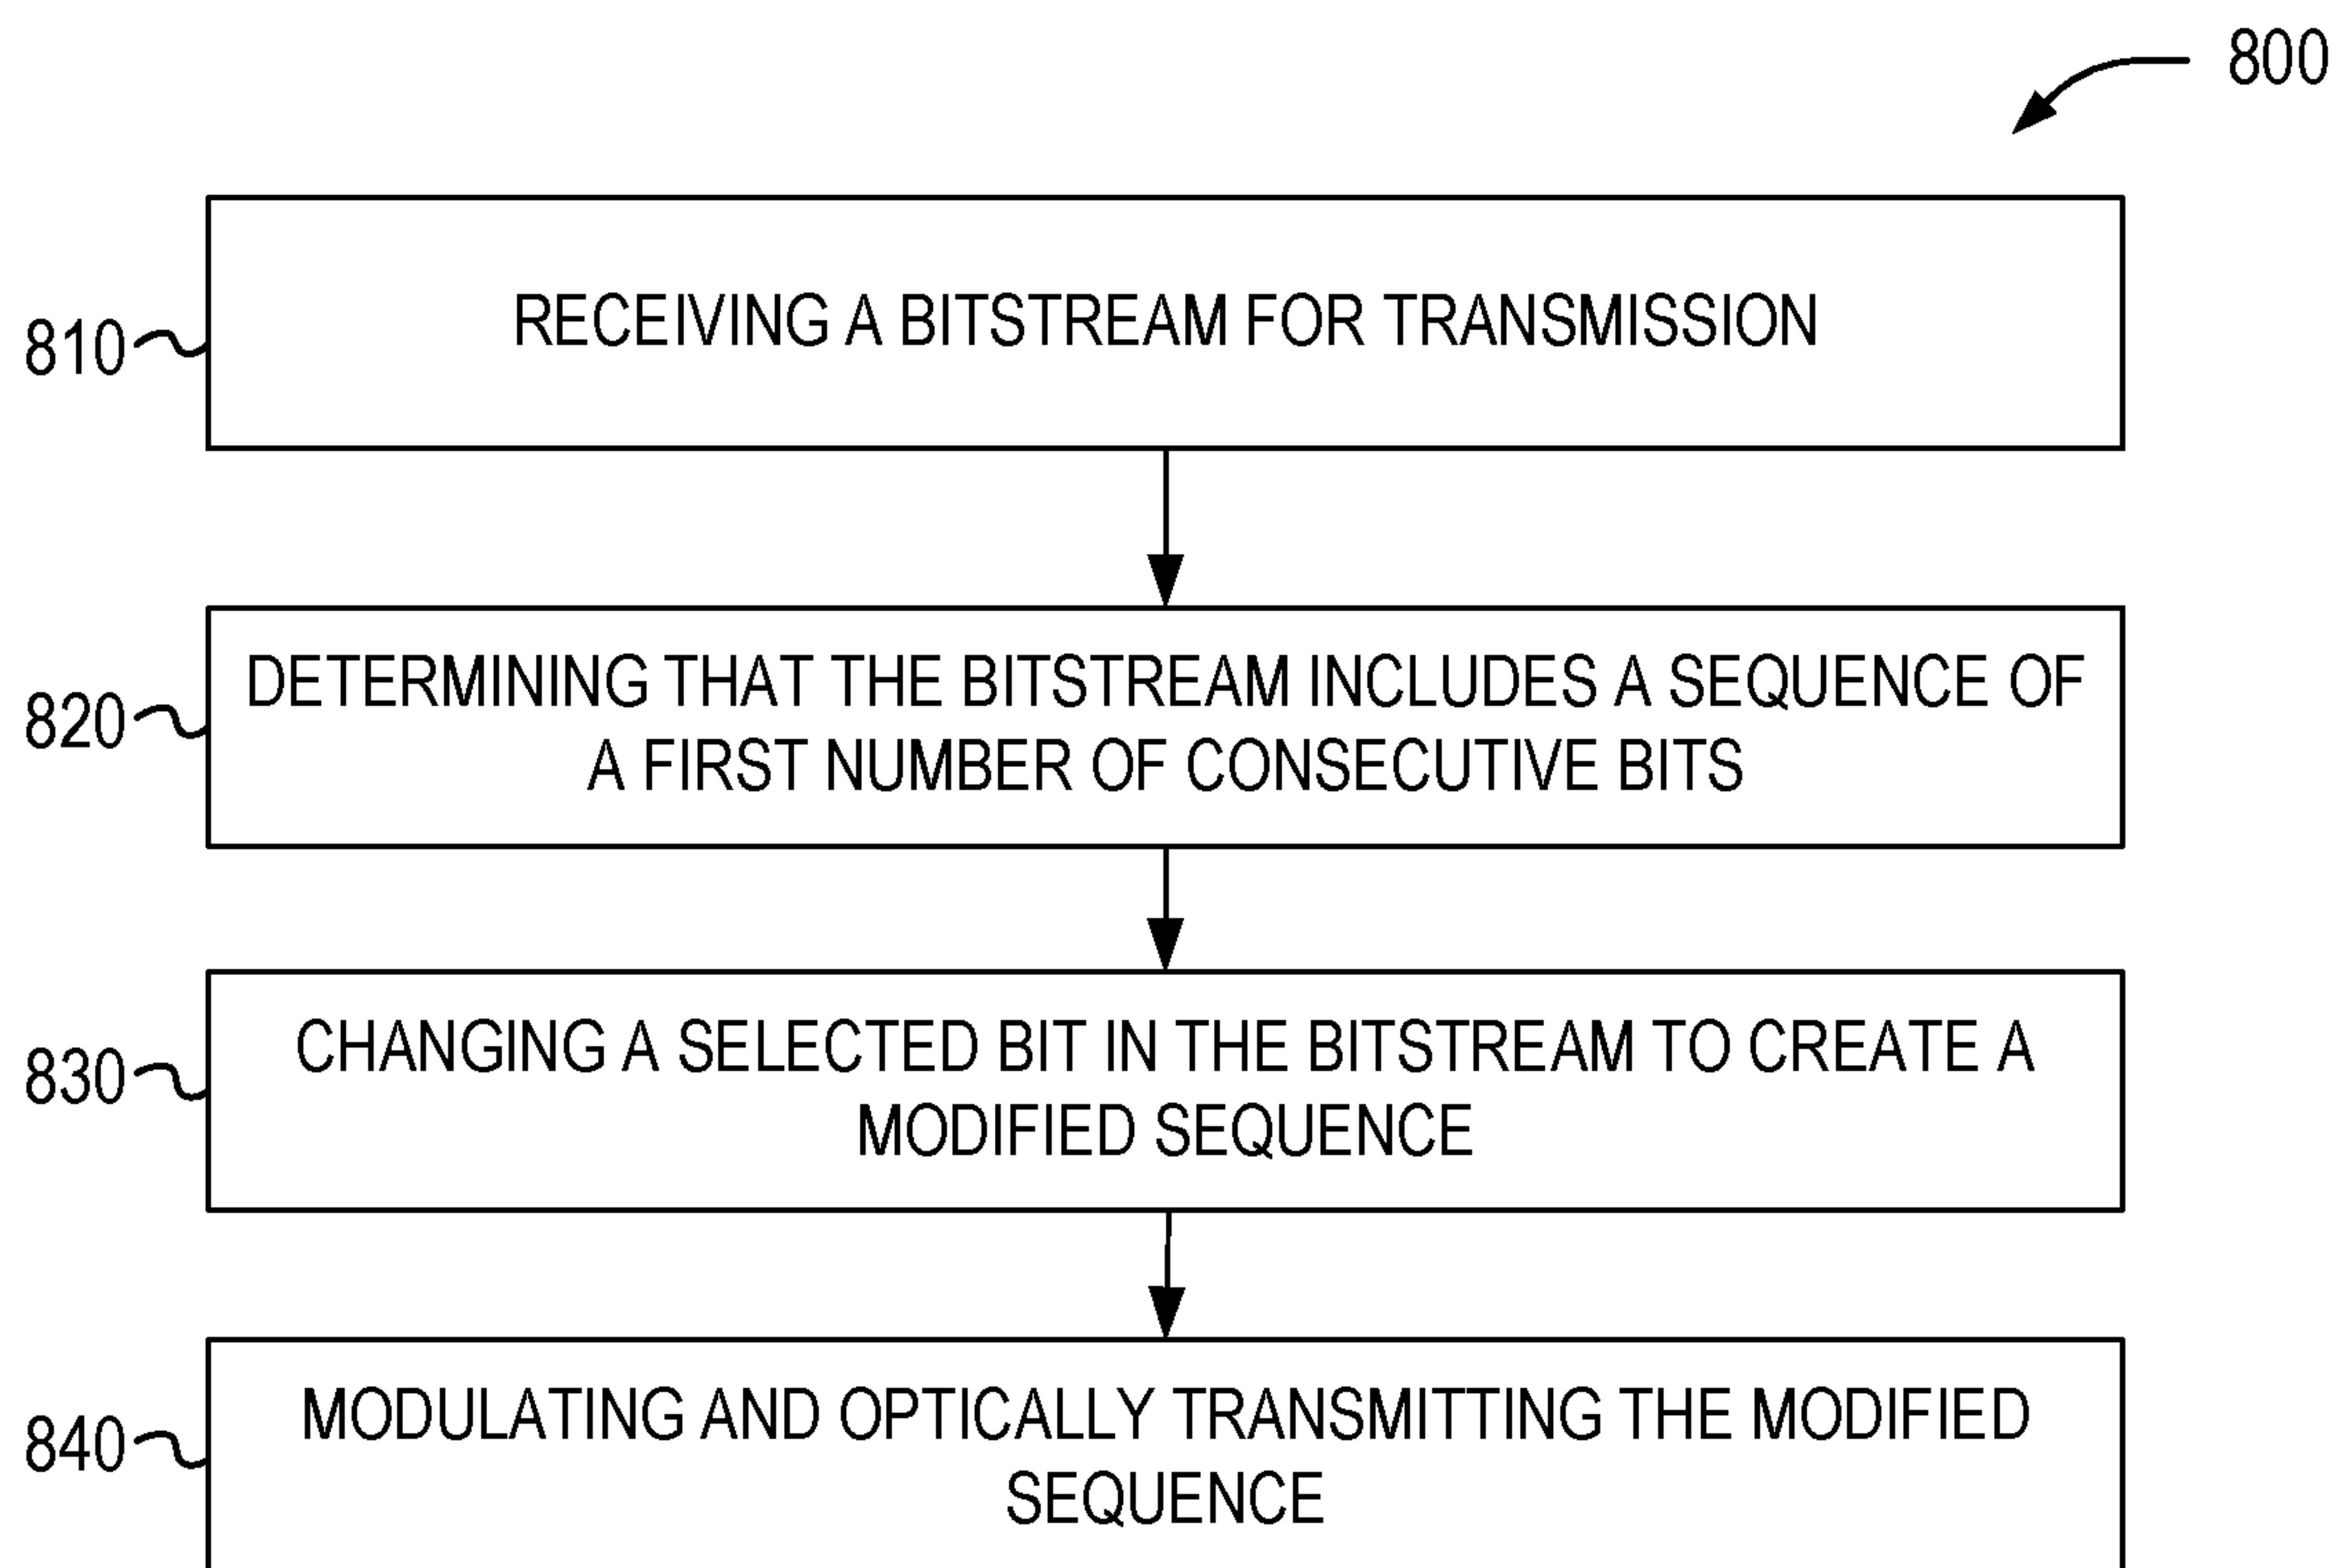 800
810
RECEIVING A BITSTREAM FOR TRANSMISSION
820
DETERMINING THAT THE BITSTREAM INCLUDES A SEQUENCE OF
A FIRST NUMBER OF CONSECUTIVE BITS
830
CHANGING A SELECTED BIT IN THE BITSTREAM TO CREATE A
MODIFIED SEQUENCE
840
MODULATING AND OPTICALLY TRANSMITTING THE MODIFIED
SEQUENCE